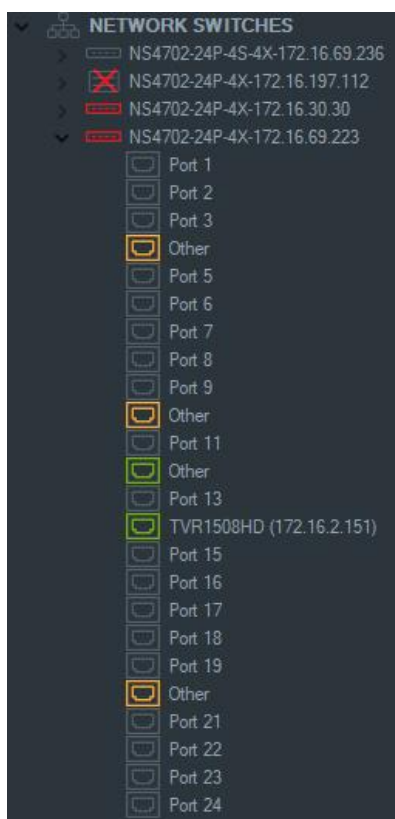 NETWORK SWITCHES
NS4702-24P-4S-4X-172.16.69.236
NS4702-24P-4X-172.16.197.112
NS4702-24P-4X-172.16.30.30
NS4702-24P-4X-172.16.69.223
Port 1
Port 2
Port 3
Other
Port 5
Port 6
Port 7
Port 8
Port 9
Other
Port 11
Other
Port 13
TVR1508HD (172.16.2.151)
Port 15
Port 16
Port 17
Port 18
Port 19
Other
Port 21
Port 22
Port 23
Port 24